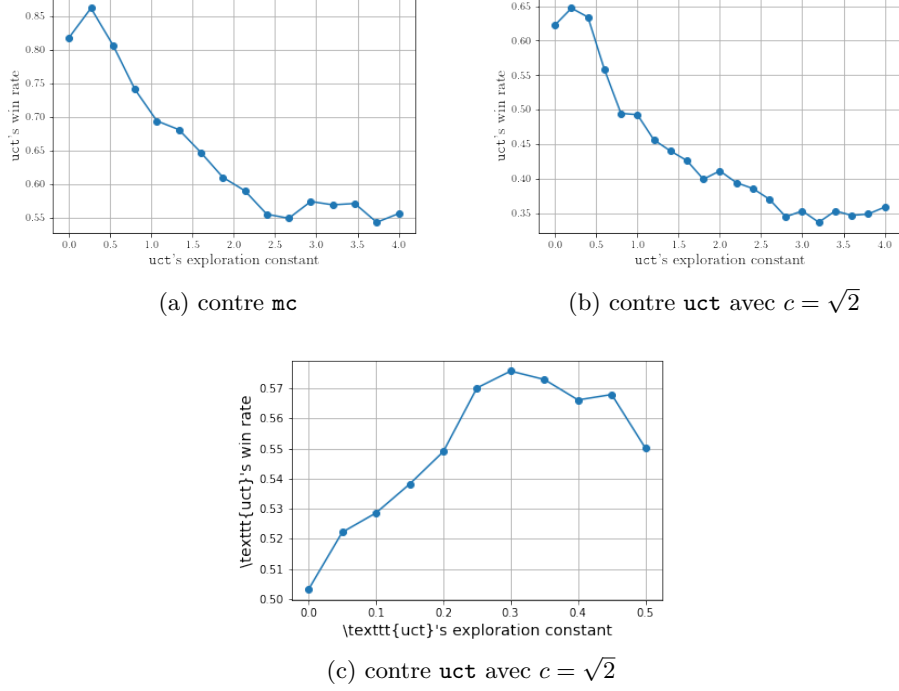 0.85
0.80
0.75
0.70
0.65
0.60
0.55
uct's win rate
0.0 0.5 1.0 1.5 2.0 2.5 3.0 3.5 4.0
uct's exploration constant
(a) contre mc
0.65
0.60
0.55
0.50
0.45
0.40
0.35
uct's win rate
0.0 0.5 1.0 1.5 2.0 2.5 3.0 3.5 4.0
uct's exploration constant
(b) contre uct avec c = √2
0.57
0.56
0.55
0.54
0.53
0.52
0.51
0.50
\texttt{uct}'s win rate
0.0 0.1 0.2 0.3 0.4 0.5
\texttt{uct}'s exploration constant
(c) contre uct avec c = √2